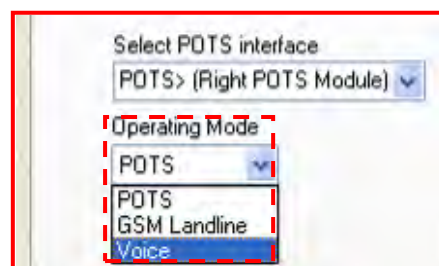 Select POTS interface
POTS> (Right POTS Module)
Operating Mode
POTS
POTS
GSM Landline
Voice